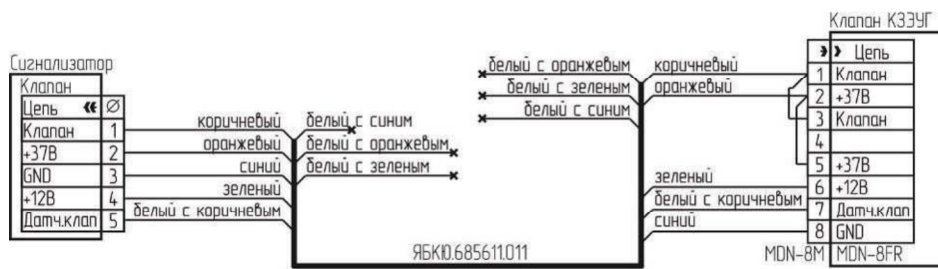 Клапан КЗЭУГ
Сигнализатор
Клапан
Цепь « Ø
Клапан 1
+37В 2
GND 3
+12В 4
Датч.клап 5
коричневый
оранжевый
синий
зеленый
белый с коричневым
белый с синим
белый с оранжевым
белый с зеленым
белый с оранжевым
белый с зеленым
белый с синим
коричневый
оранжевый
зеленый
белый с коричневым
синий
» Цепь
1 Клапан
2 +37В
3 Клапан
4
5 +37В
6 +12В
7 Датч.клап
8 GND
MDN-8M MDN-8FR
ЯБКЮ.685611.011